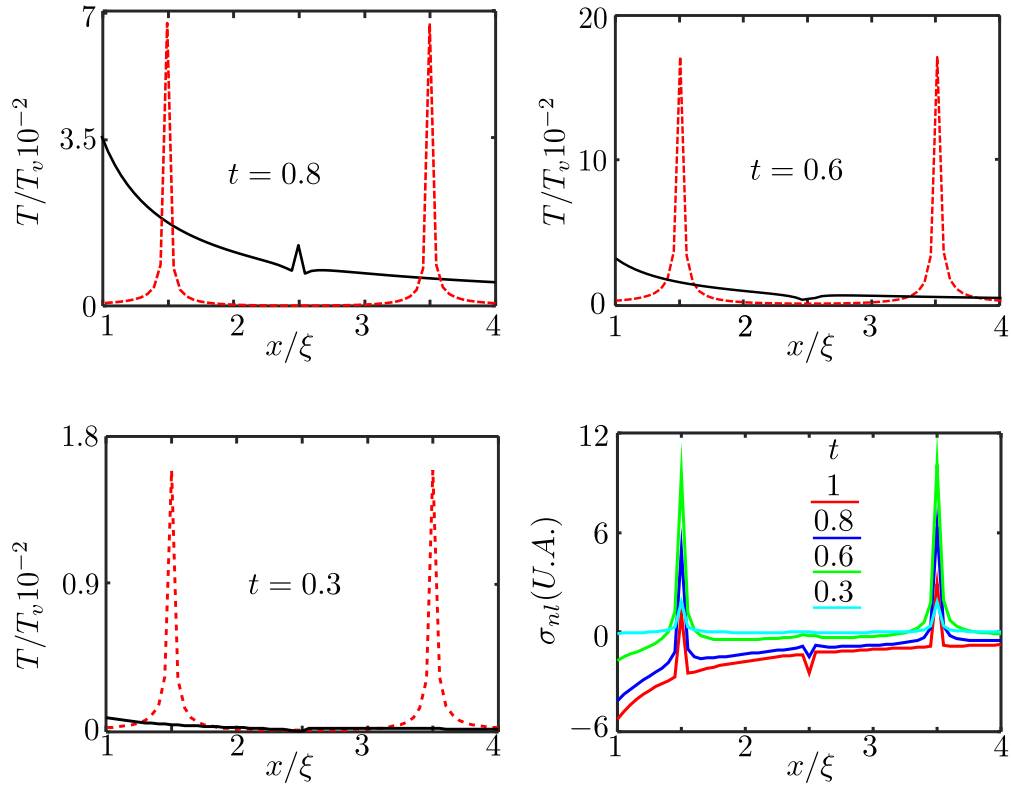 7
3.5
0
T/T_v 10^{-2}
t = 0.8
1 2 3 4
x/ξ
20
10
0
T/T_v 10^{-2}
t = 0.6
1 2 3 4
x/ξ
1.8
0.9
0
T/T_v 10^{-2}
t = 0.3
1 2 3 4
x/ξ
12
6
0
−6
σ_{nl}(U.A.)
t
1
0.8
0.6
0.3
1 2 3 4
x/ξ